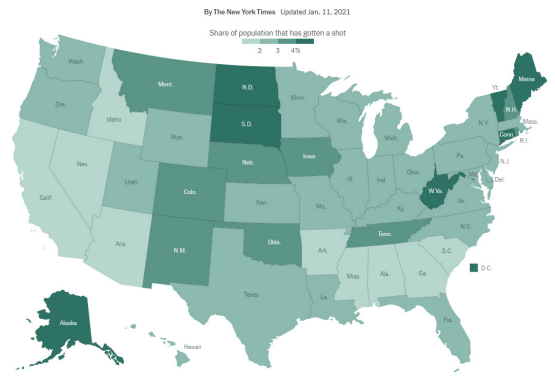 By The New York Times Updated Jan. 11, 2021
Share of population that has gotten a shot
2 3 4%
Wash.
Mont.
N.D.
Minn.
Maine
Vt.
N.H.
Ore.
Idaho
S.D.
Wis.
Mich.
N.Y.
Mass.
Conn.
R.I.
Wyo.
Iowa
Neb.
Pa.
N.J.
Nev.
Utah
Colo.
Ill.
Ind.
Ohio
Md.
Del.
Calif.
Kan.
Mo.
Ky.
W.Va.
Va.
Ariz.
N.M.
Okla.
Ark.
Tenn.
N.C.
S.C.
Texas
La.
Miss.
Ala.
Ga.
D.C.
Fla.
Alaska
Hawaii